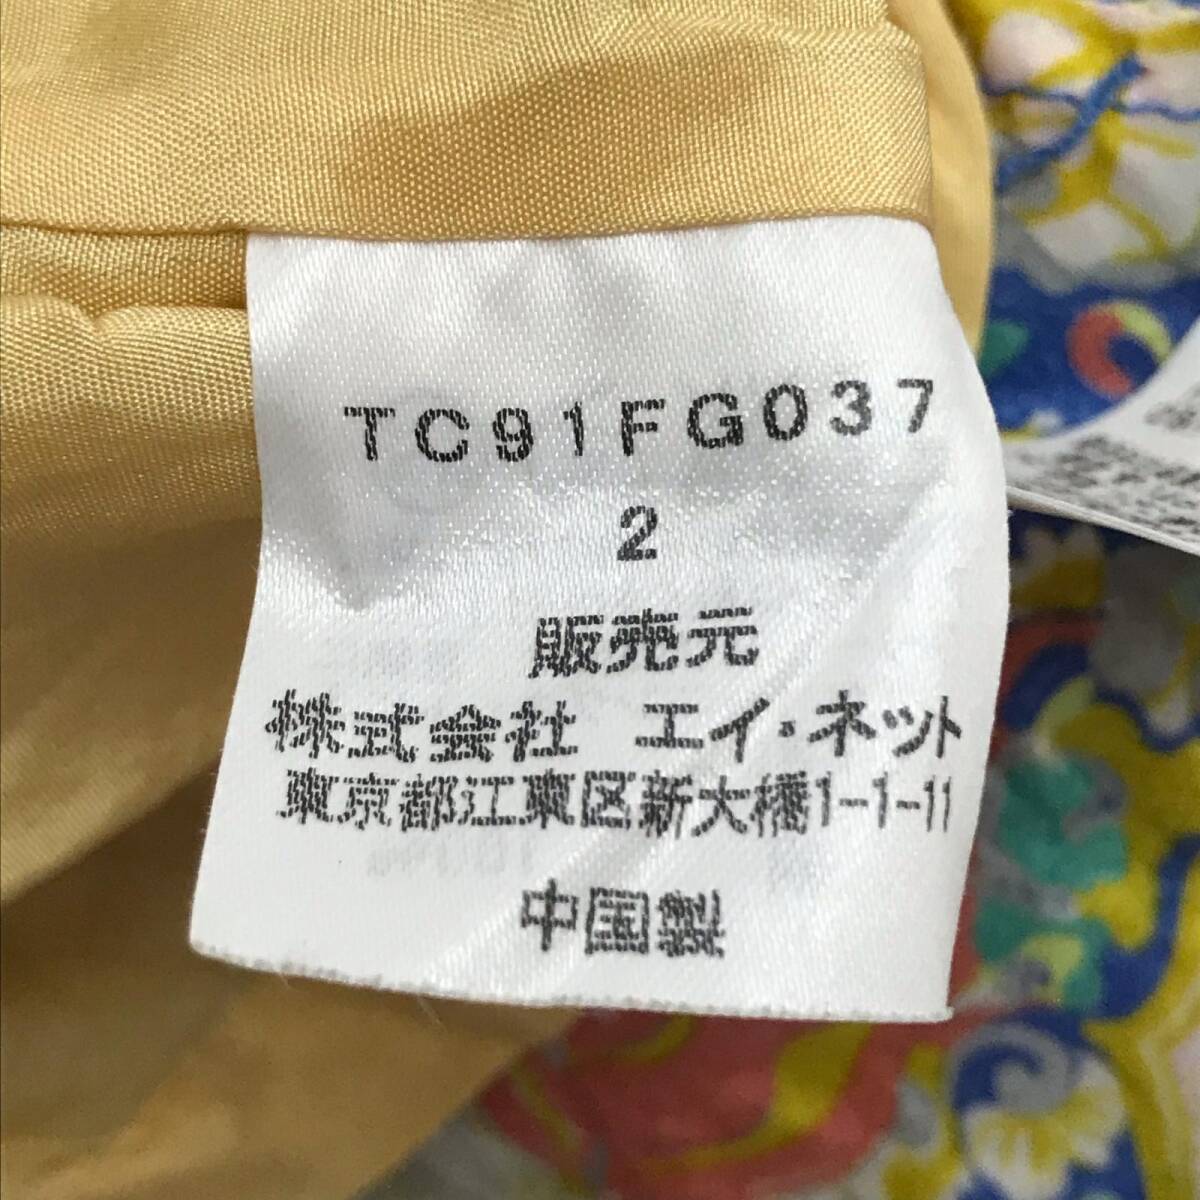 TC91FG037
2
販売元
株式会社 エイ・ネット
東京都江東区新大橋1-1-11
中国製